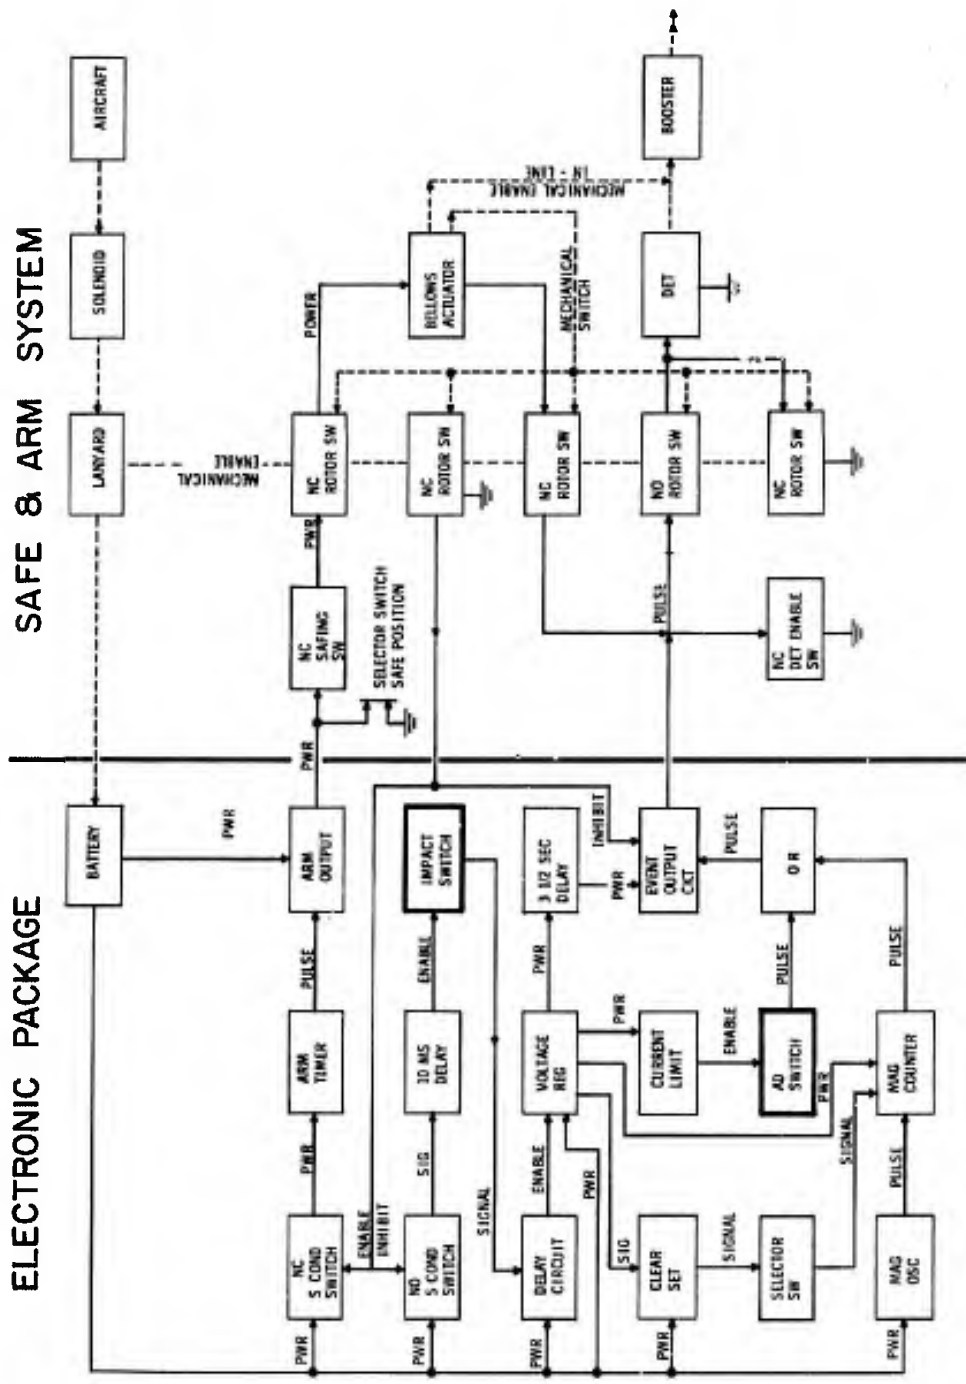 SAFE & ARM SYSTEM
ELECTRONIC PACKAGE
AIRCRAFT
SOLENOID
LANYARD
BATTERY
MECHANICAL
ENABLE
PWR
NC
S COND
SWITCH
PWR
PWR
ARM
TIMER
PULSE
ARM
OUTPUT
PWR
NC
SAFING
SW
PWR
NC
ROTOR SW
POWER
SELECTOR SWITCH
SAFE POSITION
ENABLE
INHIBIT
PWR
NO
S COND
SWITCH
SIG
10 MS
DELAY
ENABLE
IMPACT
SWITCH
NC
ROTOR SW
BELLOWS
ACTUATOR
MECHANICAL ENABLE
IN - LINE
SIGNAL
PWR
DELAY
CIRCUIT
ENABLE
PWR
VOLTAGE
REG
PWR
3 1/2 SEC
DELAY
INHIBIT
PWR
NC
ROTOR SW
MECHANICAL
SWITCH
SIG
PWR
CLEAR
SET
PWR
CURRENT
LIMIT
EVENT
OUTPUT
CKT
PULSE
NO
ROTOR SW
DET
BOOSTER
SIGNAL
ENABLE
PULSE
SELECTOR
SW
AD
SWITCH
PULSE
OR
NC
DET ENABLE
SW
NC
ROTOR SW
PWR
SIGNAL
PWR
MAG
OSC
PULSE
MAG
COUNTER
PULSE